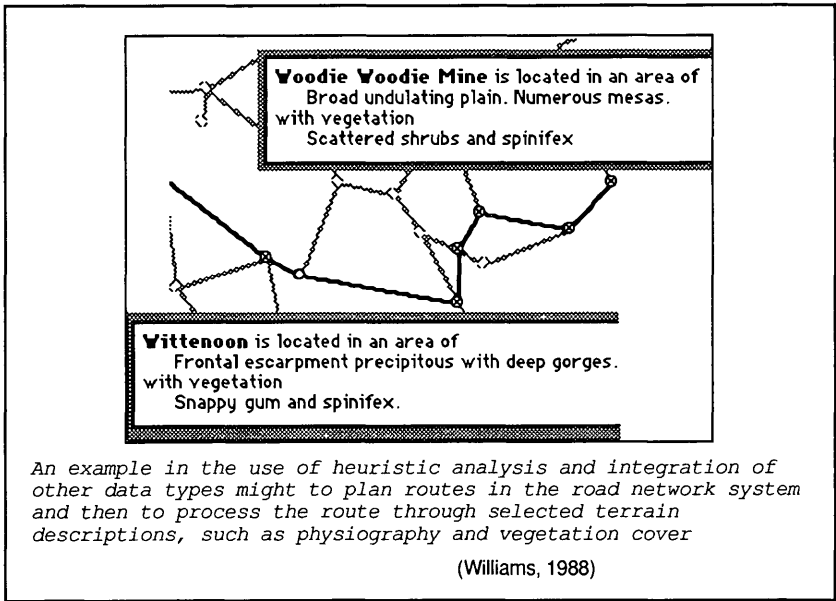 Woodie Woodie Mine is located in an area of
Broad undulating plain. Numerous mesas.
with vegetation
Scattered shrubs and spinifex
Wittenoon is located in an area of
Frontal escarpment precipitous with deep gorges.
with vegetation
Snappy gum and spinifex.
An example in the use of heuristic analysis and integration of
other data types might to plan routes in the road network system
and then to process the route through selected terrain
descriptions, such as physiography and vegetation cover
(Williams, 1988)